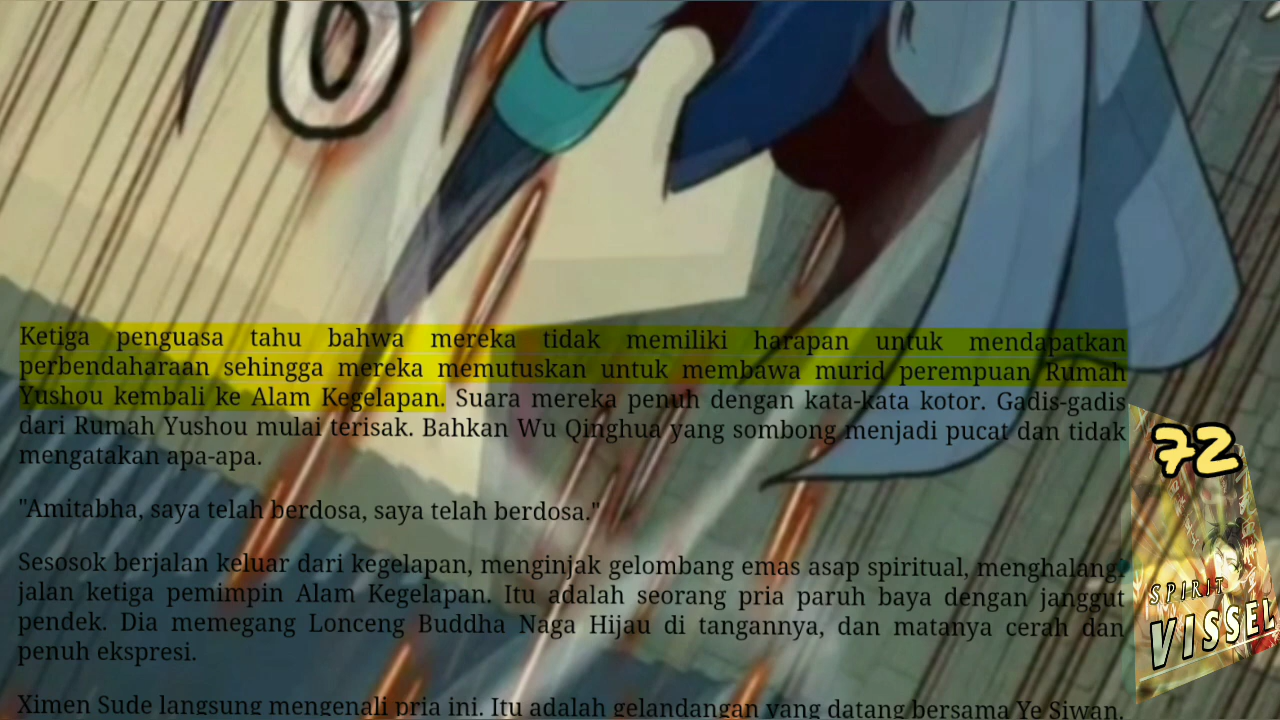 Ketiga penguasa tahu bahwa mereka tidak memiliki harapan untuk mendapatkan
perbendaharaan sehingga mereka memutuskan untuk membawa murid perempuan Rumah
Yushou kembali ke Alam Kegelapan. Suara mereka penuh dengan kata-kata kotor. Gadis-gadis
dari Rumah Yushou mulai terisak. Bahkan Wu Qinghua yang sombong menjadi pucat dan tidak
mengatakan apa-apa.
"Amitabha, saya telah berdosa, saya telah berdosa."
Sesosok berjalan keluar dari kegelapan, menginjak gelombang emas asap spiritual, menghalangi
jalan ketiga pemimpin Alam Kegelapan. Itu adalah seorang pria paruh baya dengan janggut
pendek. Dia memegang Lonceng Buddha Naga Hijau di tangannya, dan matanya cerah dan
penuh ekspresi.
Ximen Sude langsung mengenali pria ini. Itu adalah gelandangan yang datang bersama Ye Siwan,
72
SPIRIT
VISSEL